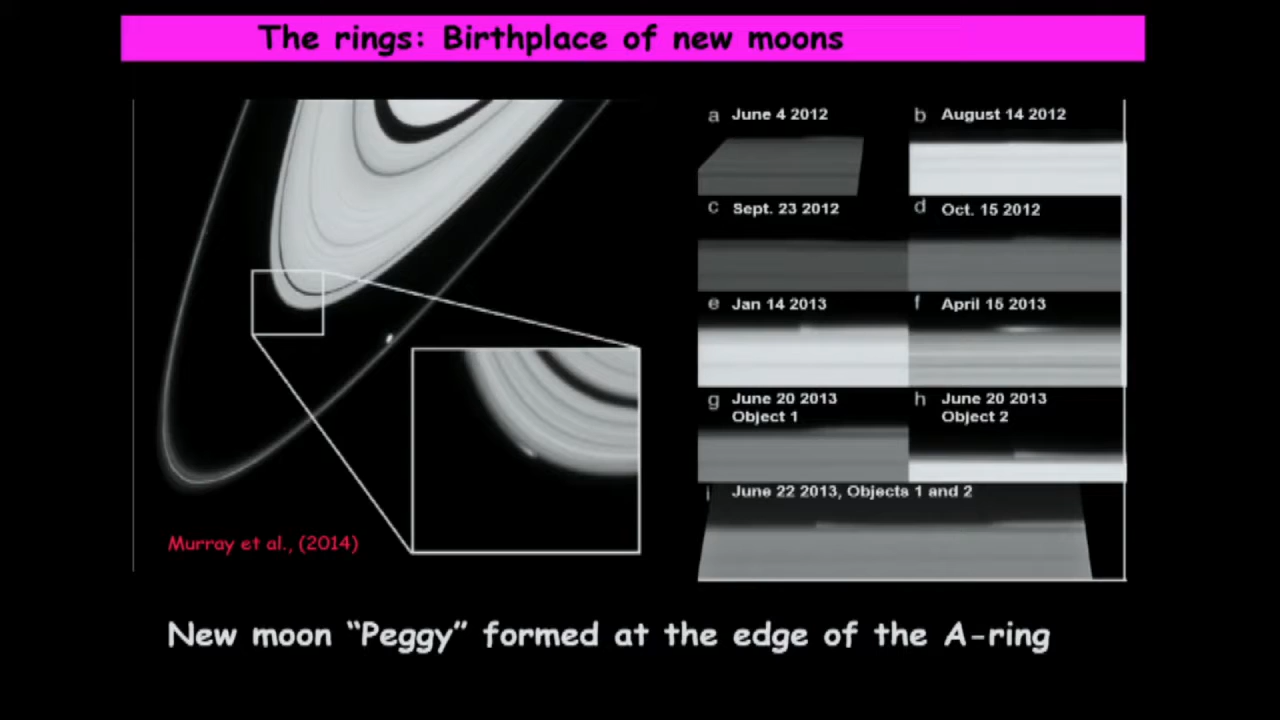 The rings: Birthplace of new moons
a June 4 2012
b August 14 2012
c Sept. 23 2012
d Oct. 15 2012
e Jan 14 2013
f April 15 2013
g June 20 2013
Object 1
h June 20 2013
Object 2
i June 22 2013, Objects 1 and 2
Murray et al., (2014)
New moon “Peggy” formed at the edge of the A-ring